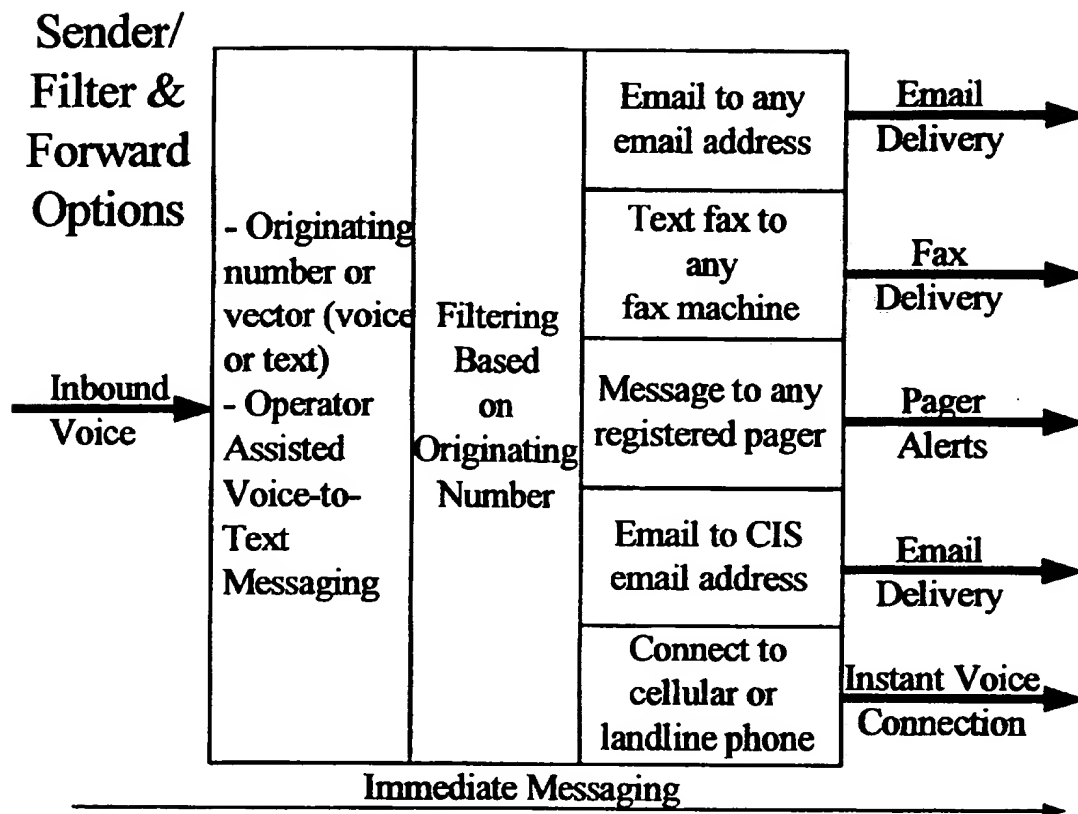 Sender/
Filter &
Forward
Options
Inbound
Voice
- Originating
number or
vector (voice
or text)
- Operator
Assisted
Voice-to-
Text
Messaging
Filtering
Based
on
Originating
Number
Email to any
email address
Email
Delivery
Text fax to
any
fax machine
Fax
Delivery
Message to any
registered pager
Pager
Alerts
Email to CIS
email address
Email
Delivery
Connect to
cellular or
landline phone
Instant Voice
Connection
Immediate Messaging